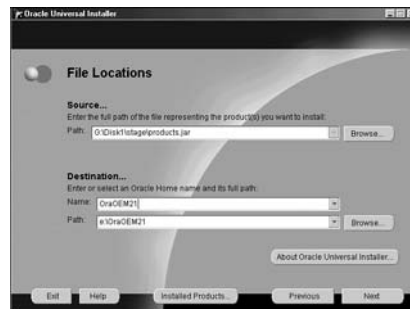 Oracle Universal Installer
File Locations
Source...
Enter the full path of the file representing the product(s) you want to install:
Path: G:\Disk1\stage\products.jar Browse...
Destination...
Enter or select an Oracle Home name and its full path:
Name: OraOEM21
Path: e:\OraOEM21 Browse...
About Oracle Universal Installer...
Exit Help Installed Products... Previous Next